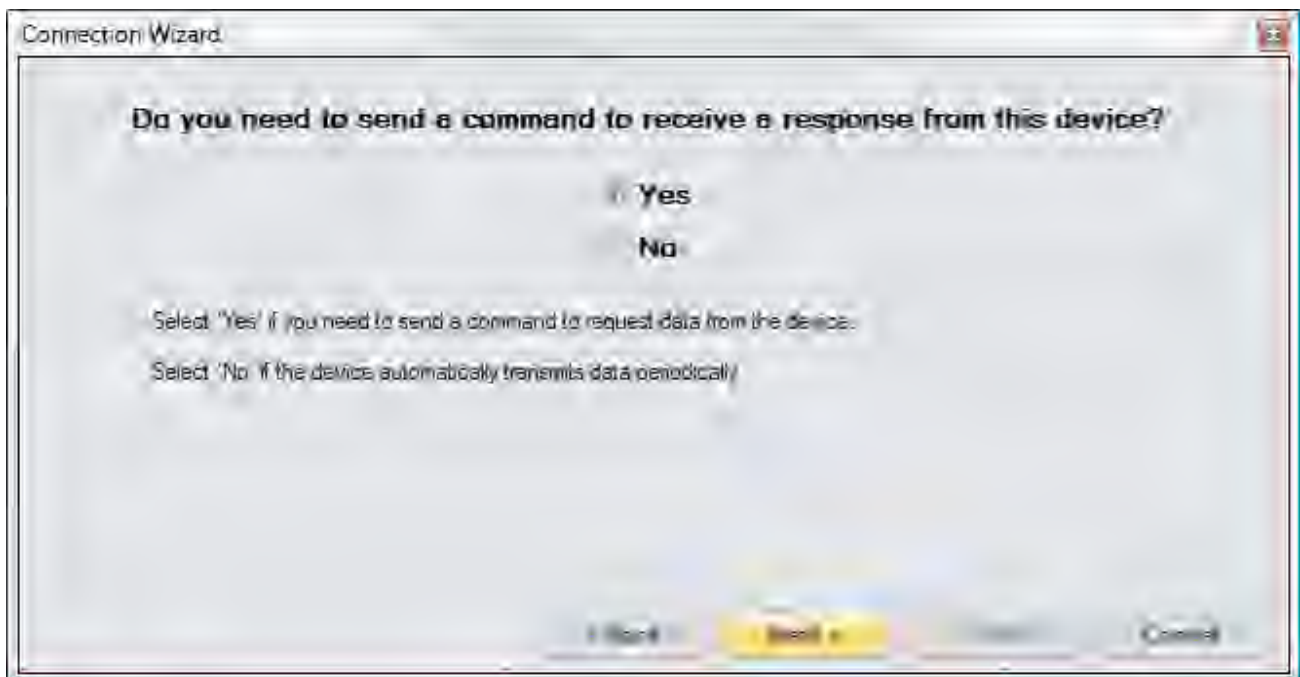 Connection Wizard
Do you need to send a command to receive a response from this device?
Yes
No
Select 'Yes' if you need to send a command to request data from the device.
Select 'No' if the device automatically transmits data periodically
< Back
Next >
Cancel